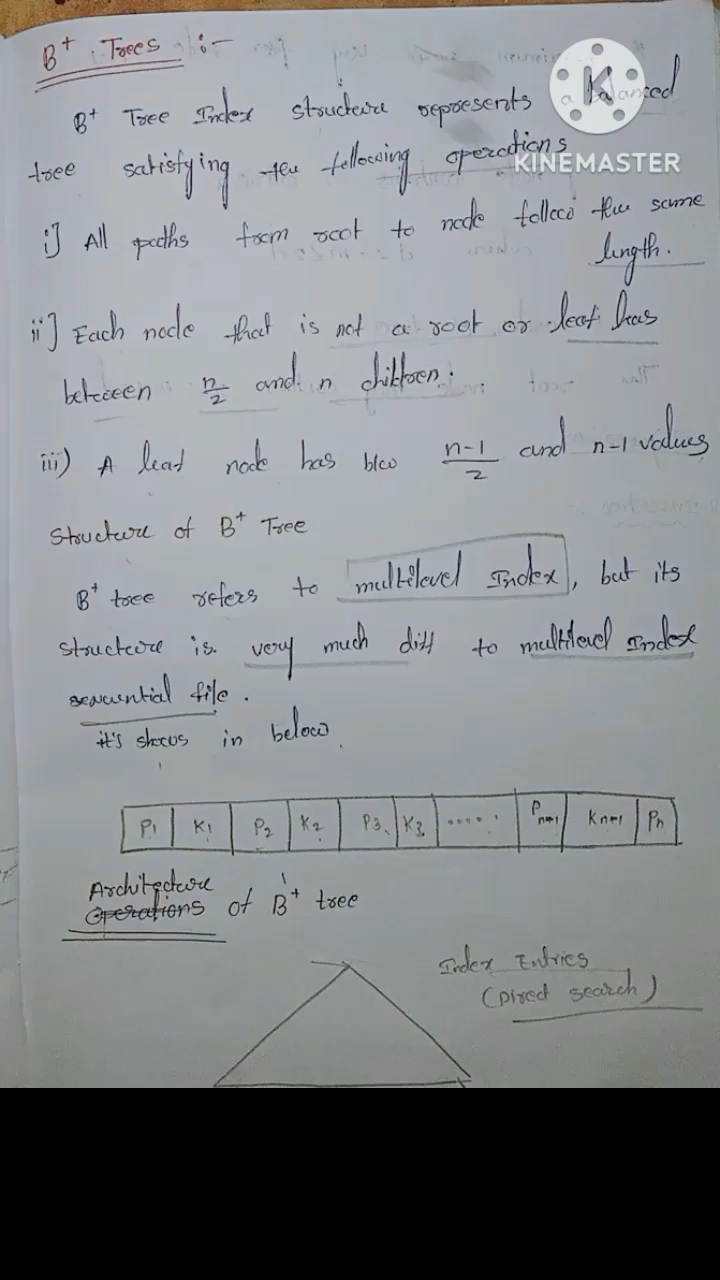 B+ Trees :-
B+ Tree Index structure represents a balanced
KINEMASTER
tree satisfying the following operations
i] All paths from root to node follow the same
length.
ii] Each node that is not a root or leaf has
between n/2 and n children.
iii) A leaf node has b/w n-1/2 and n-1 values
Structure of B+ Tree
B+ tree refers to multilevel Index, but its
structure is very much diff to multilevel Index
sequential file.
it's shows in below.
P1 K1 P2 K2 P3 K3 ..... Pn-1 Kn-1 Pn
Architecture
Operations of B+ tree
Index Entries
(Direct search)